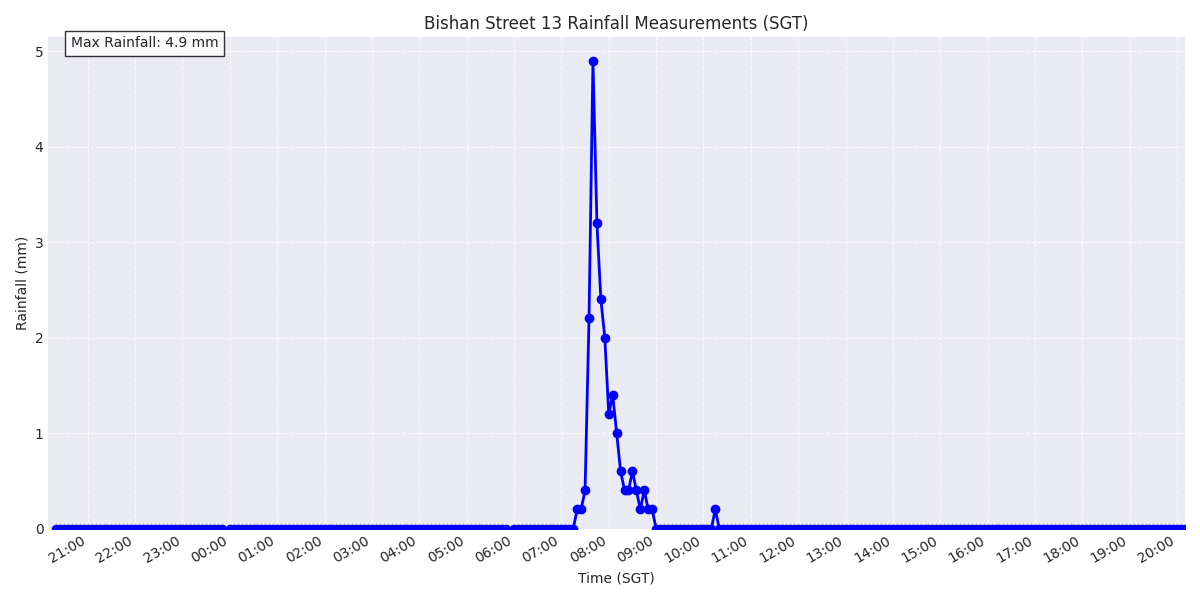 Bishan Street 13 Rainfall Measurements (SGT)
Max Rainfall: 4.9 mm
5
4
3
2
1
0
Rainfall (mm)
21:00 22:00 23:00 00:00 01:00 02:00 03:00 04:00 05:00 06:00 07:00 08:00 09:00 10:00 11:00 12:00 13:00 14:00 15:00 16:00 17:00 18:00 19:00 20:00
Time (SGT)